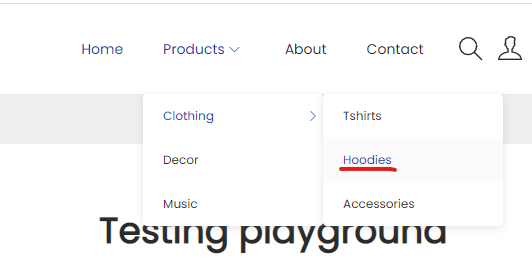 Home Products About Contact
Clothing Tshirts
Decor Hoodies
Music Accessories
Testing playground